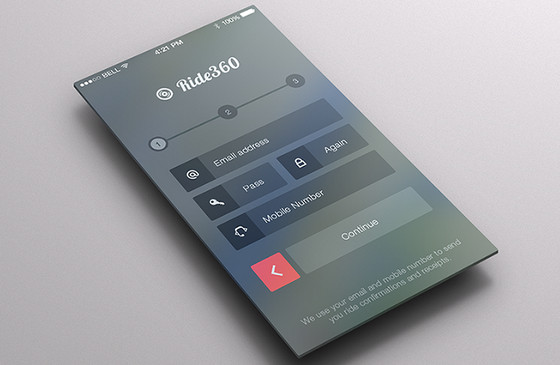 BELL 4:21 PM 100%
Ride360
1 2 3
Email address
Pass Again
Mobile Number
Continue
We use your email and mobile number to send
you ride confirmations and receipts.